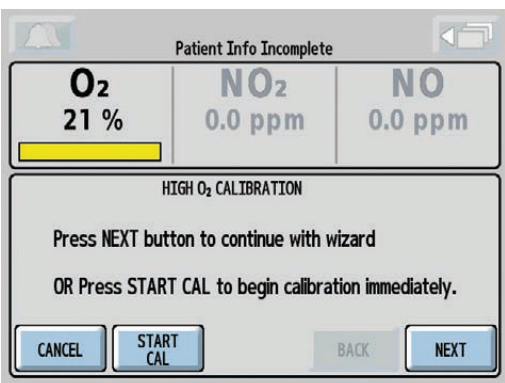 Patient Info Incomplete
O₂ NO₂ NO
21 % 0.0 ppm 0.0 ppm
HIGH O₂ CALIBRATION
Press NEXT button to continue with wizard
OR Press START CAL to begin calibration immediately.
CANCEL START CAL BACK NEXT